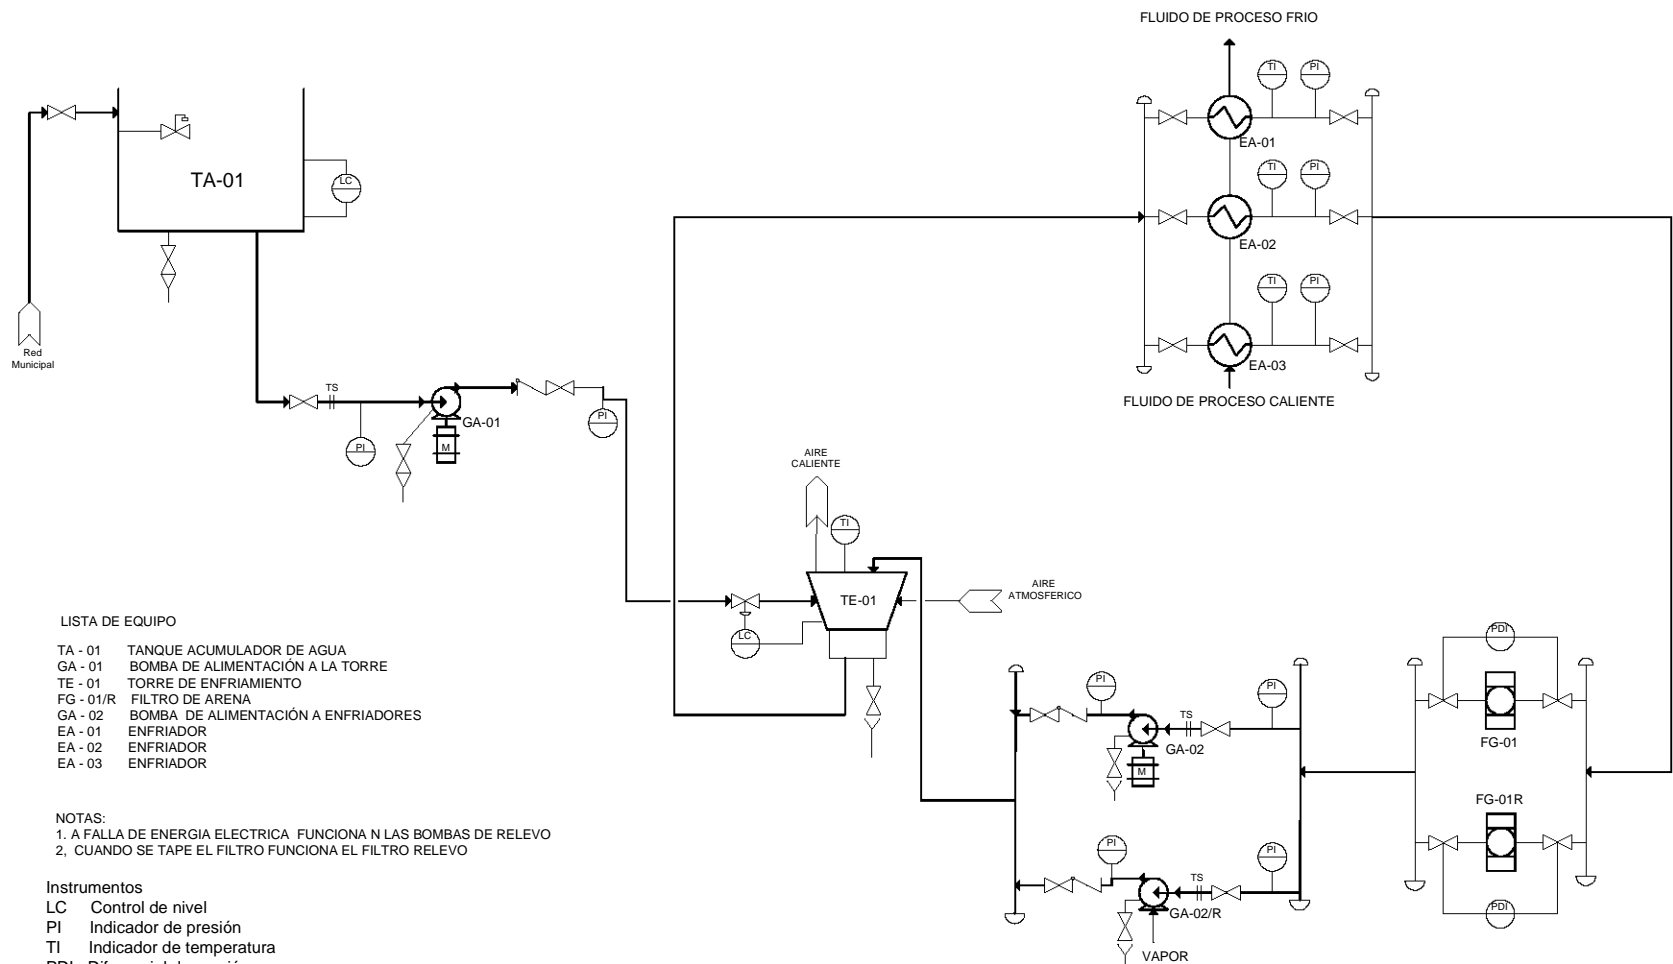 FLUIDO DE PROCESO FRIO
TI
PI
EA-01
TA-01
LC
TI
PI
EA-02
TI
PI
EA-03
FLUIDO DE PROCESO CALIENTE
Red
Municipal
TS
GA-01
PI
M
PI
AIRE
CALIENTE
TI
TE-01
AIRE
ATMOSFERICO
LC
PDI
FG-01
PI
PI
TS
GA-02
M
FG-01R
PI
PI
TS
GA-02/R
VAPOR
PDI
LISTA DE EQUIPO
TA - 01 TANQUE ACUMULADOR DE AGUA
GA - 01 BOMBA DE ALIMENTACIÓN A LA TORRE
TE - 01 TORRE DE ENFRIAMIENTO
FG - 01/R FILTRO DE ARENA
GA - 02 BOMBA DE ALIMENTACIÓN A ENFRIADORES
EA - 01 ENFRIADOR
EA - 02 ENFRIADOR
EA - 03 ENFRIADOR
NOTAS:
1. A FALLA DE ENERGIA ELECTRICA FUNCIONA N LAS BOMBAS DE RELEVO
2, CUANDO SE TAPE EL FILTRO FUNCIONA EL FILTRO RELEVO
Instrumentos
LC Control de nivel
PI Indicador de presión
TI Indicador de temperatura